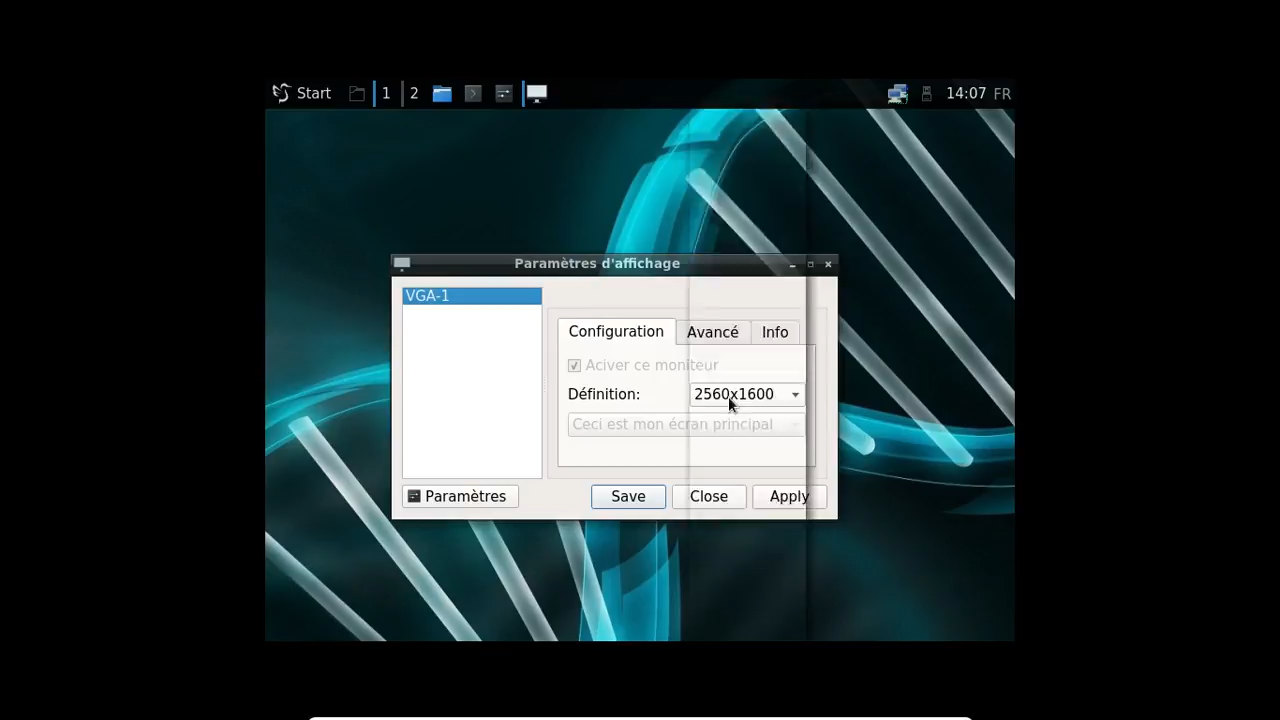 Start 1 2 14:07 FR
Paramètres d'affichage
VGA-1
Configuration Avancé Info
Aciver ce moniteur
Définition: 2560x1600
Ceci est mon écran principal
Paramètres Save Close Apply